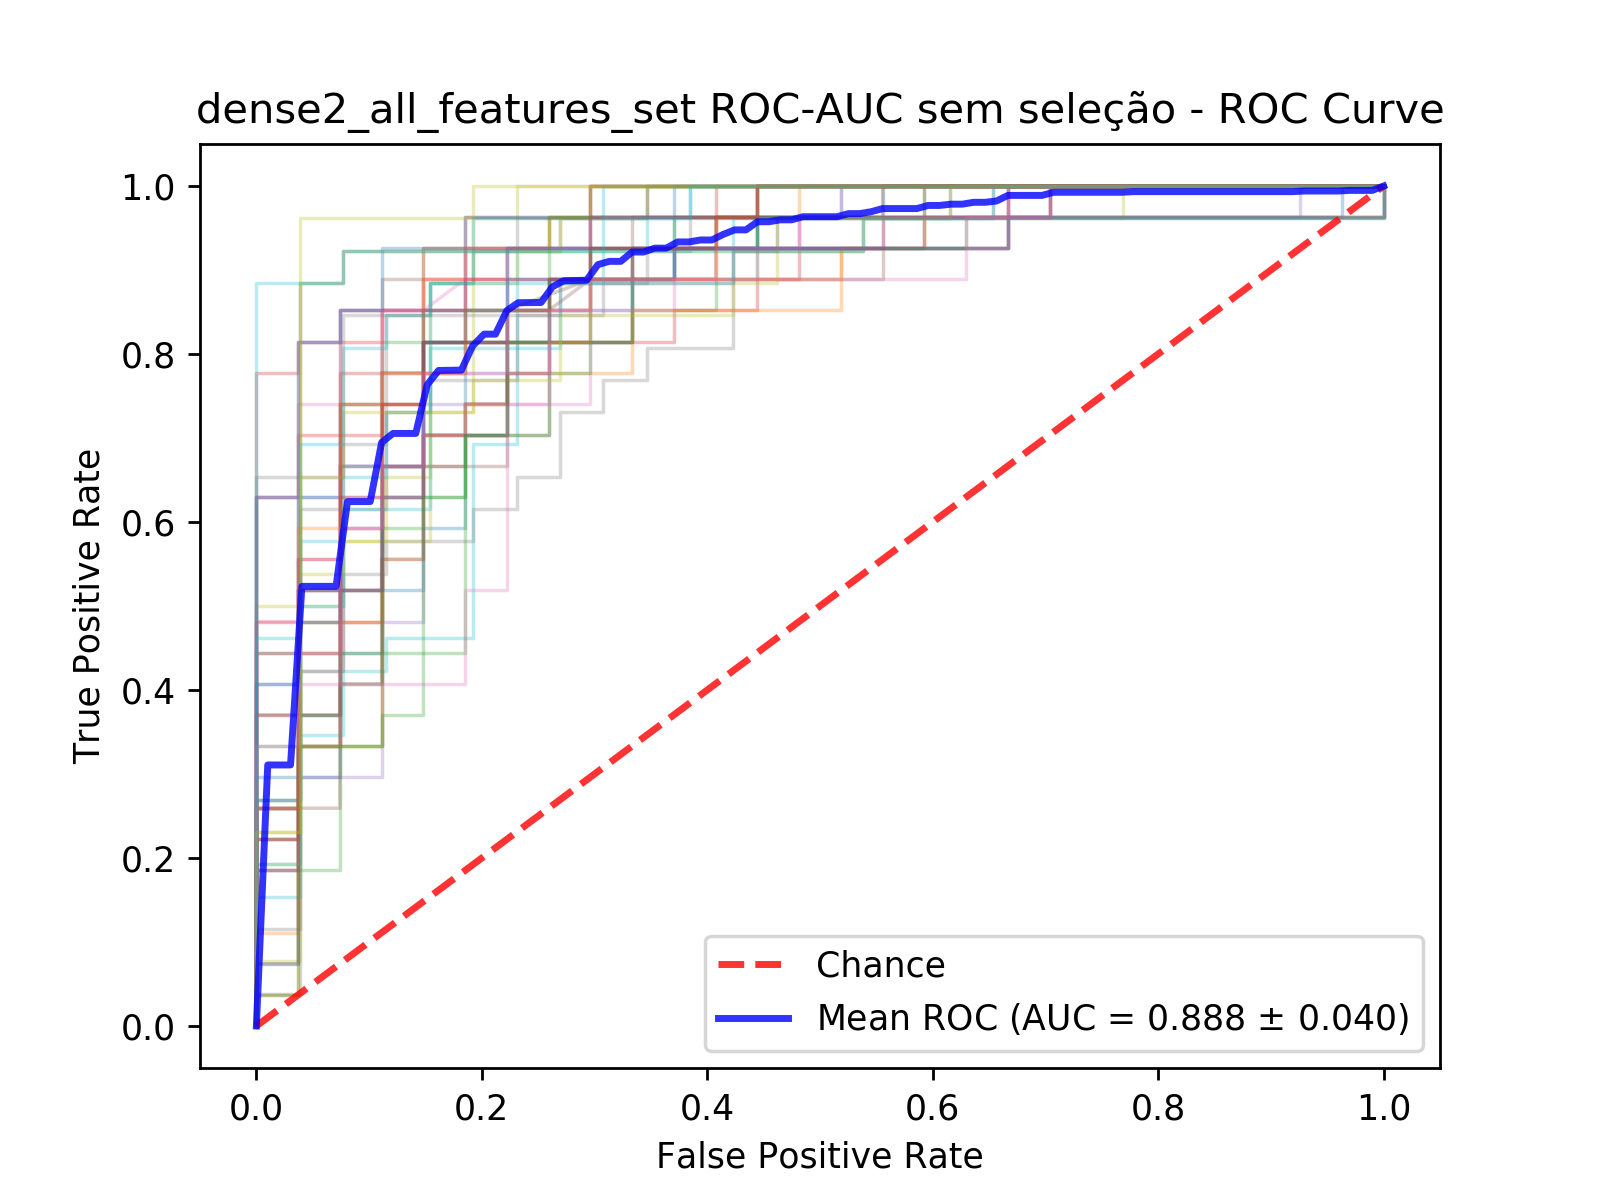 dense2_all_features_set ROC-AUC sem seleção - ROC Curve
1.0
0.8
0.6
0.4
0.2
0.0
True Positive Rate
Chance
Mean ROC (AUC = 0.888 ± 0.040)
0.0 0.2 0.4 0.6 0.8 1.0
False Positive Rate